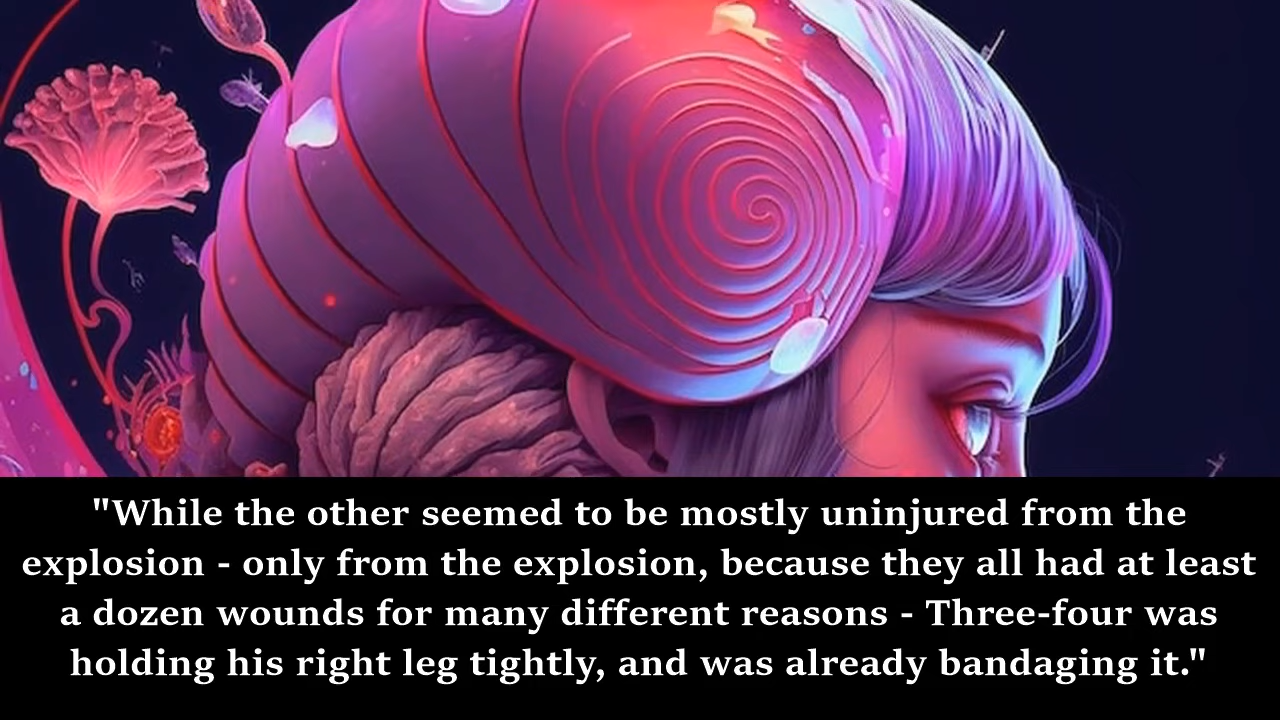 "While the other seemed to be mostly uninjured from the
explosion - only from the explosion, because they all had at least
a dozen wounds for many different reasons - Three-four was
holding his right leg tightly, and was already bandaging it."